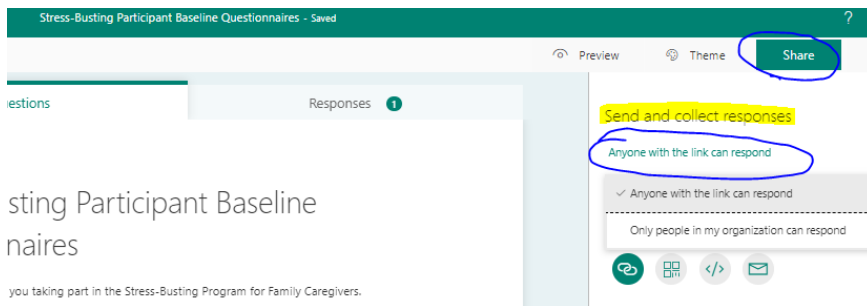 Stress-Busting Participant Baseline Questionnaires - Saved
?
Preview
Theme
Share
estions
Responses 1
Send and collect responses
Anyone with the link can respond
Anyone with the link can respond
Only people in my organization can respond
sting Participant Baseline
naires
you taking part in the Stress-Busting Program for Family Caregivers.